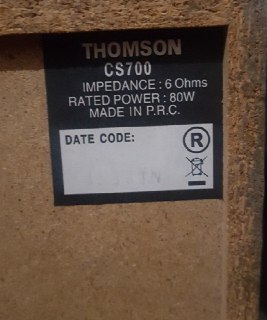 THOMSON
CS700
IMPEDANCE : 6 Ohms
RATED POWER : 80W
MADE IN P.R.C.
DATE CODE:
R